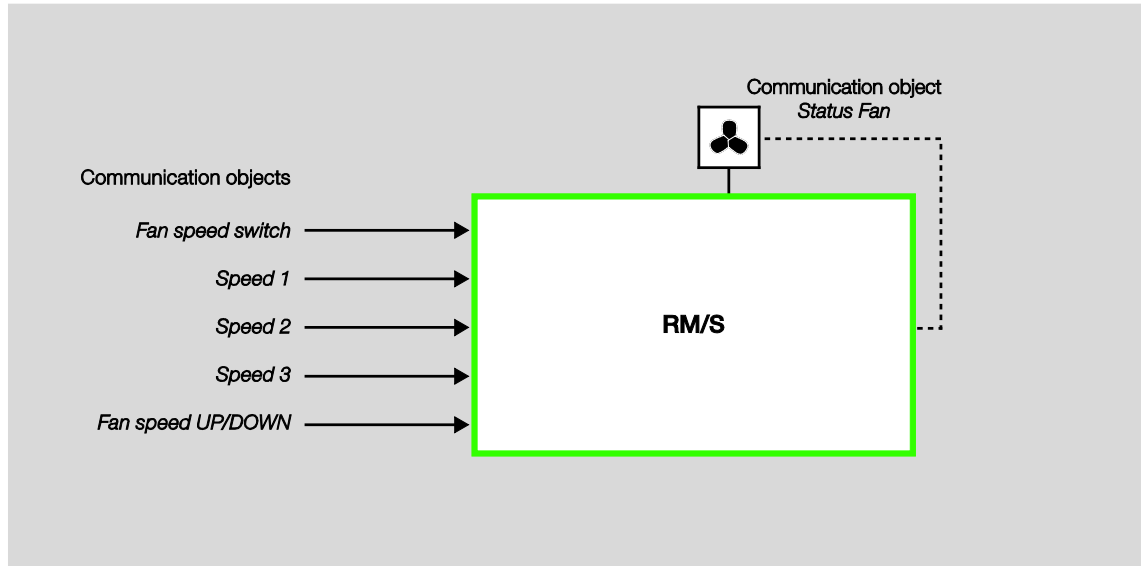 Communication object
Status Fan
Communication objects
Fan speed switch
Speed 1
Speed 2
RM/S
Speed 3
Fan speed UP/DOWN